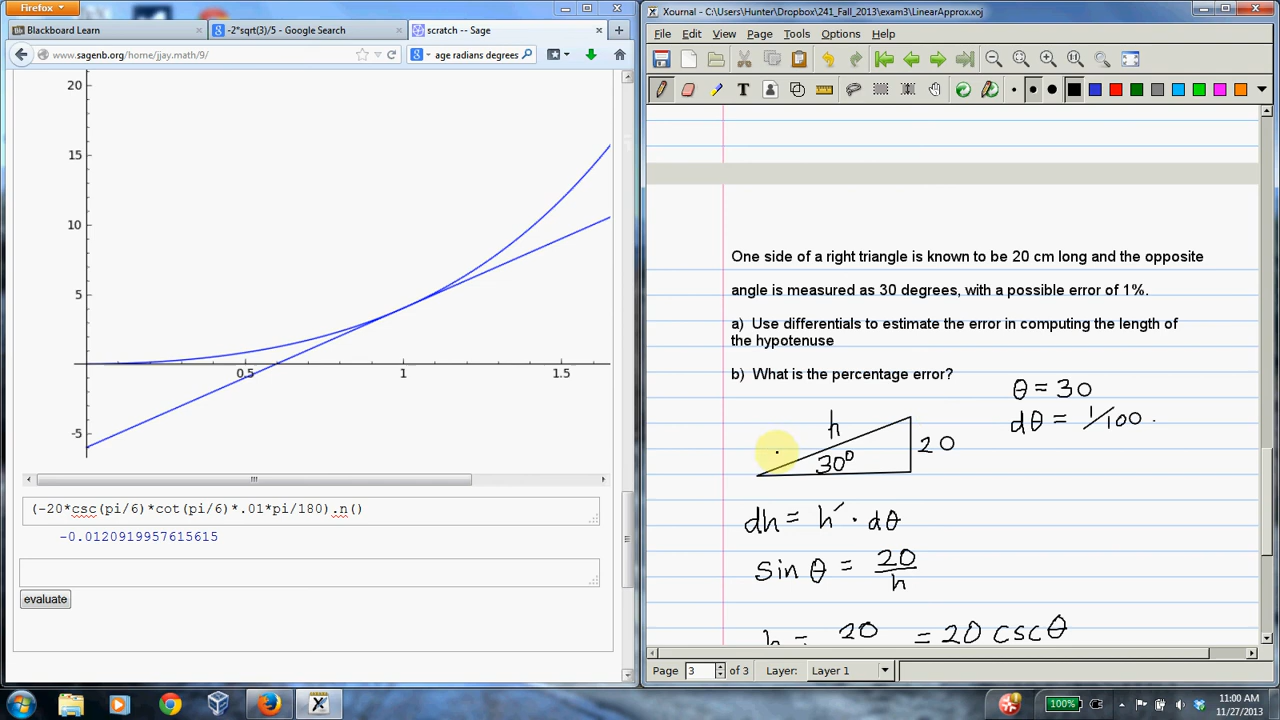 Firefox
Blackboard Learn
-2*sqrt(3)/5 - Google Search
scratch -- Sage
www.sagenb.org/home/jjay.math/9/
age radians degrees
20
15
10
5
-5
0.5
1
1.5
(-20*csc(pi/6)*cot(pi/6)*.01*pi/180).n()
-0.0120919957615615
evaluate
Xournal - C:\Users\Hunter\Dropbox\241_Fall_2013\exam3\LinearApprox.xoj
File Edit View Page Tools Options Help
One side of a right triangle is known to be 20 cm long and the opposite
angle is measured as 30 degrees, with a possible error of 1%.
a) Use differentials to estimate the error in computing the length of
the hypotenuse
b) What is the percentage error?
θ = 30
dθ = 1/100
h
30°
20
dh = h′ · dθ
sin θ = 20/h
h = 20 = 20 cscθ
Page 3 of 3 Layer: Layer 1
100%
11:00 AM
11/27/2013